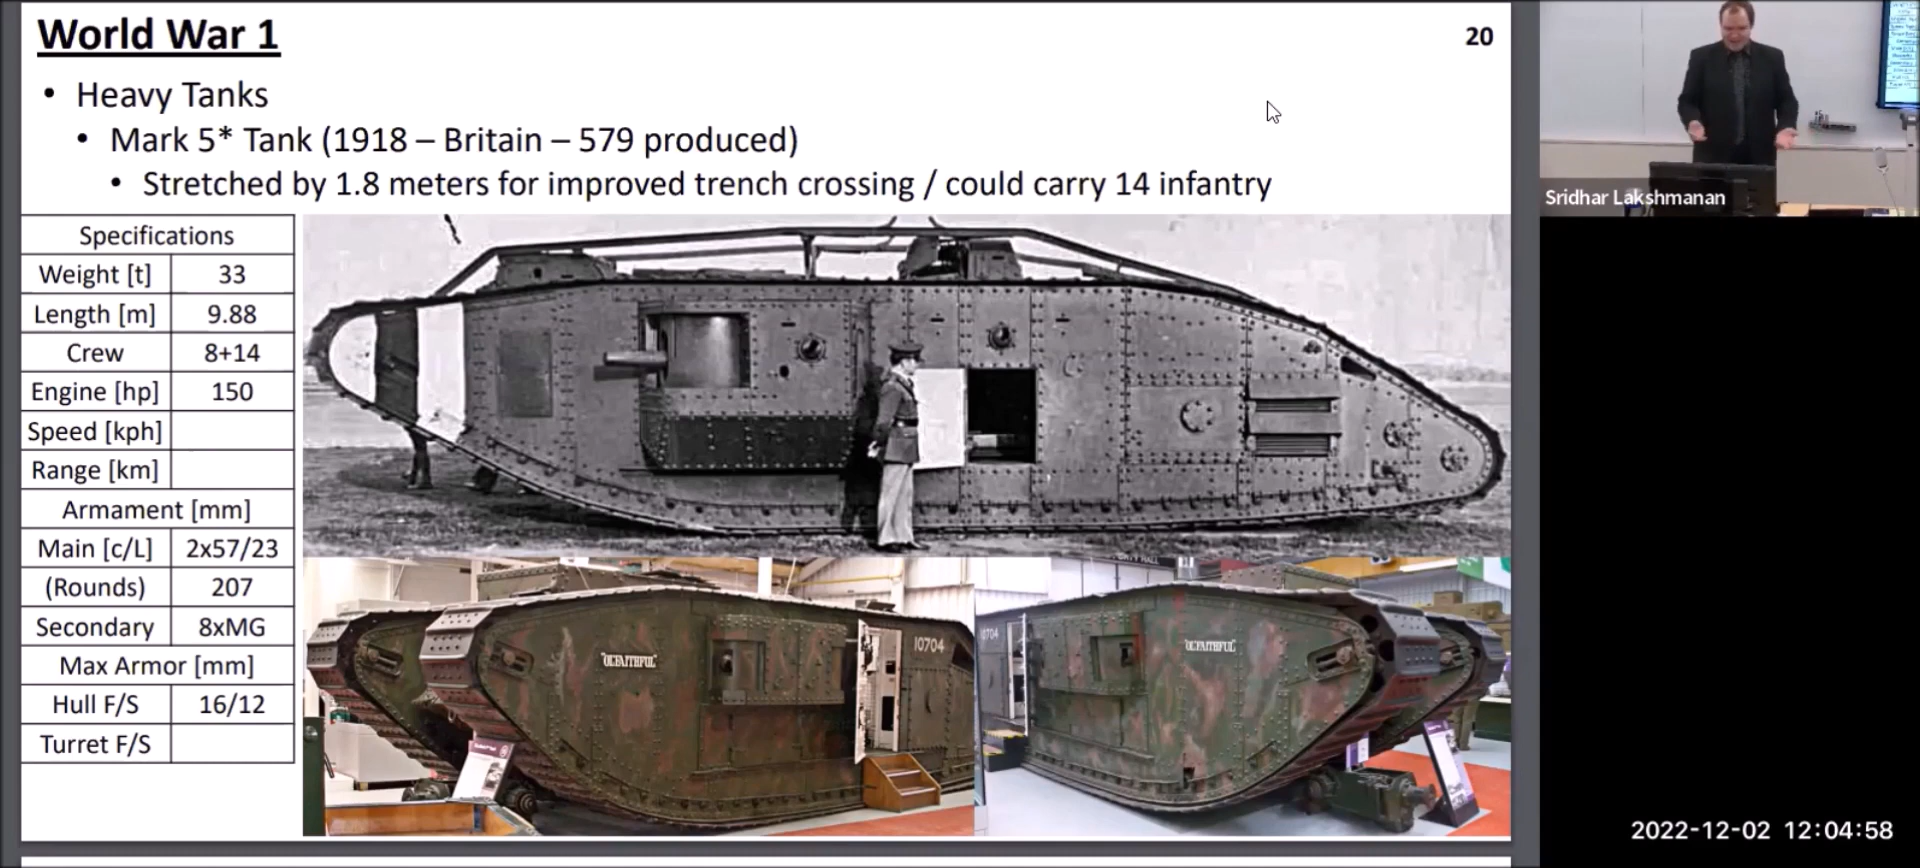 World War 1
20
• Heavy Tanks
• Mark 5* Tank (1918 – Britain – 579 produced)
• Stretched by 1.8 meters for improved trench crossing / could carry 14 infantry
Specifications
Weight [t] 33
Length [m] 9.88
Crew 8+14
Engine [hp] 150
Speed [kph]
Range [km]
Armament [mm]
Main [c/L] 2x57/23
(Rounds) 207
Secondary 8xMG
Max Armor [mm]
Hull F/S 16/12
Turret F/S
10704
10704
Sridhar Lakshmanan
2022-12-02 12:04:58